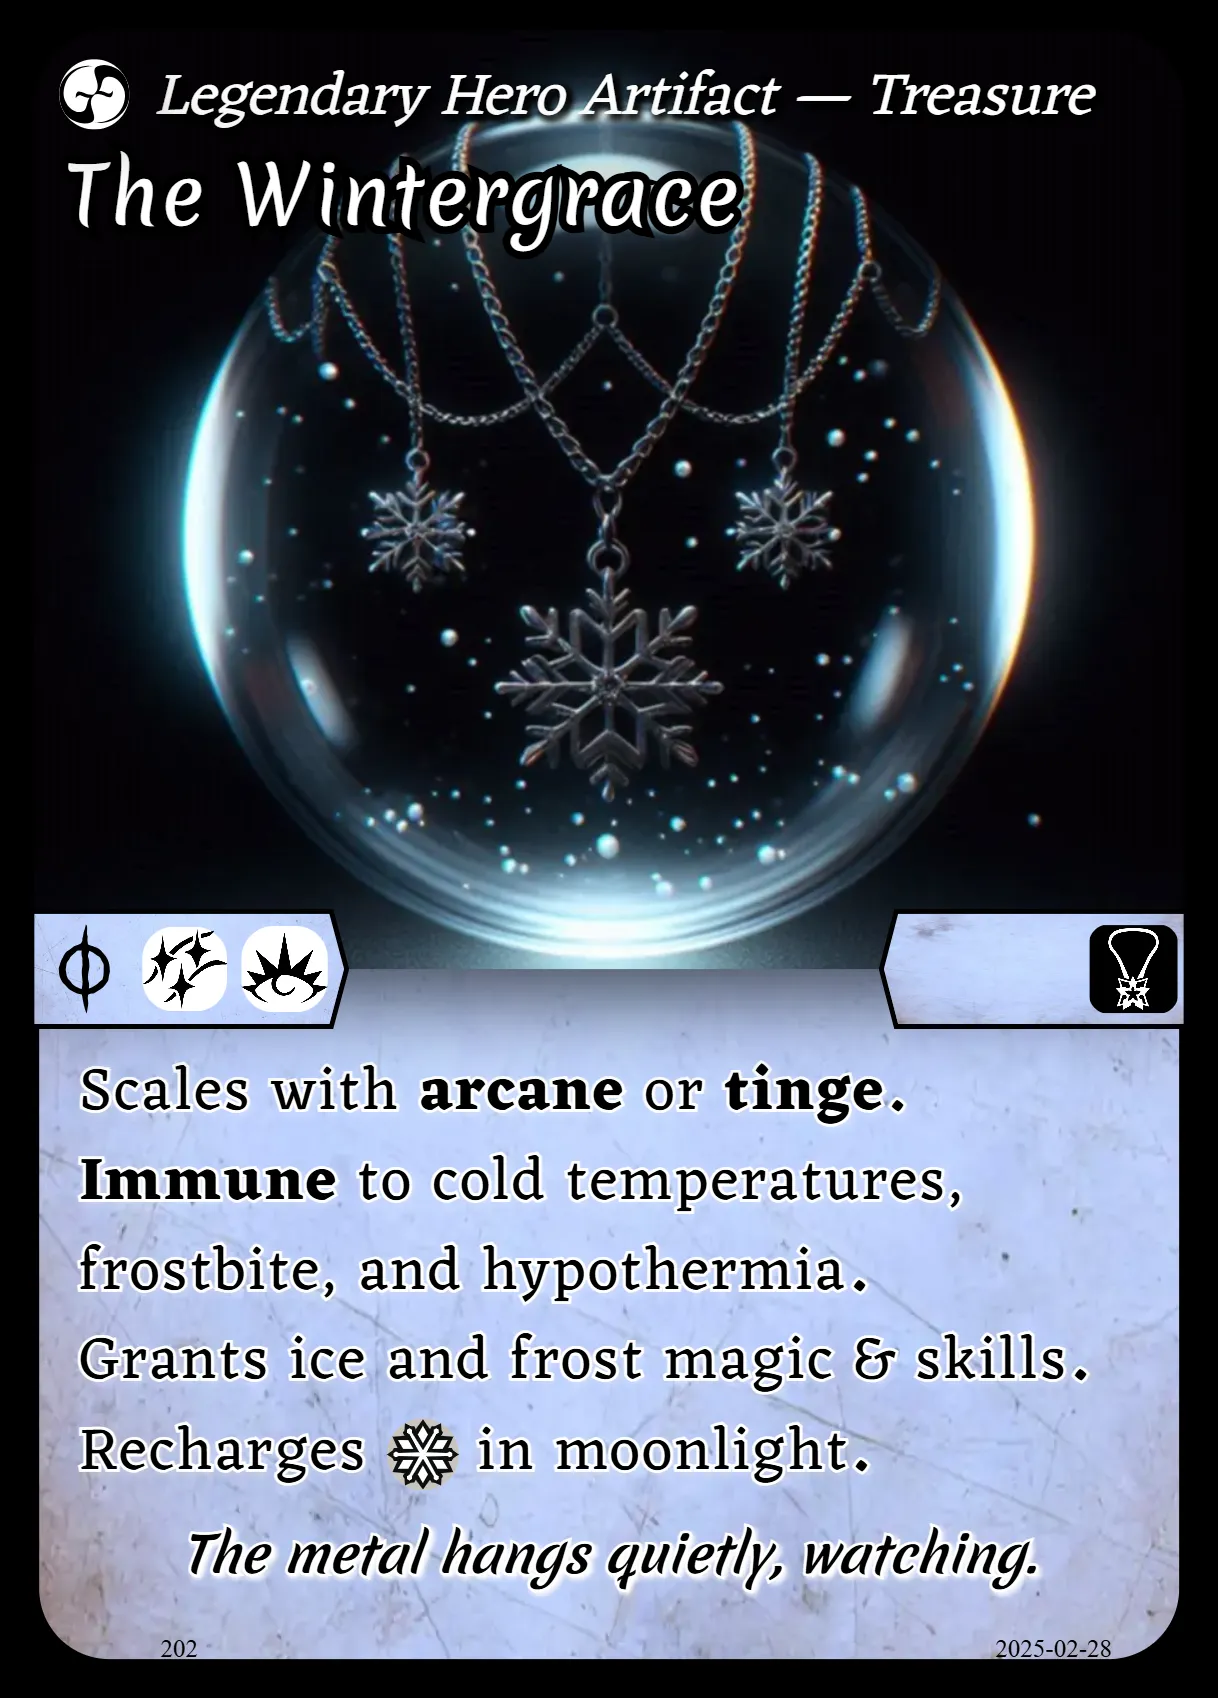 Legendary Hero Artifact — Treasure
The Wintergrace
Scales with arcane or tinge.
Immune to cold temperatures,
frostbite, and hypothermia.
Grants ice and frost magic & skills.
Recharges in moonlight.
The metal hangs quietly, watching.
202
2025-02-28